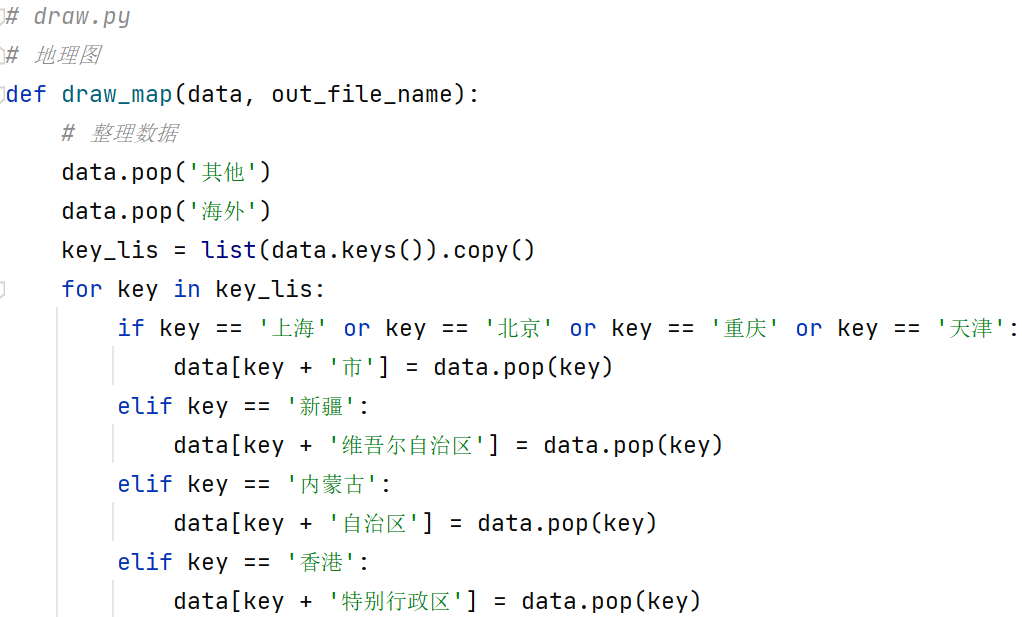 # draw.py
# 地理图
def draw_map(data, out_file_name):
    # 整理数据
    data.pop('其他')
    data.pop('海外')
    key_lis = list(data.keys()).copy()
    for key in key_lis:
        if key == '上海' or key == '北京' or key == '重庆' or key == '天津':
            data[key + '市'] = data.pop(key)
        elif key == '新疆':
            data[key + '维吾尔自治区'] = data.pop(key)
        elif key == '内蒙古':
            data[key + '自治区'] = data.pop(key)
        elif key == '香港':
            data[key + '特别行政区'] = data.pop(key)